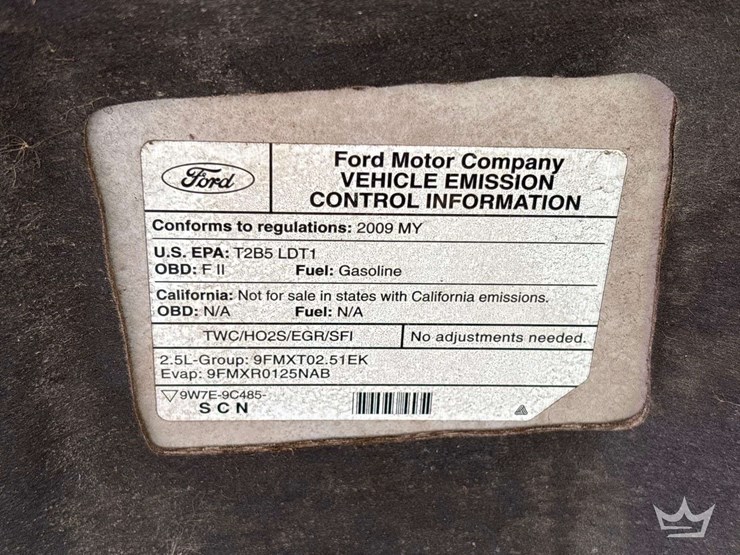 Ford
Ford Motor Company
VEHICLE EMISSION
CONTROL INFORMATION
Conforms to regulations: 2009 MY
U.S. EPA: T2B5 LDT1
OBD: F II Fuel: Gasoline
California: Not for sale in states with California emissions.
OBD: N/A Fuel: N/A
TWC/HO2S/EGR/SFI No adjustments needed.
2.5L-Group: 9FMXT02.51EK
Evap: 9FMXR0125NAB
9W7E-9C485-
S C N